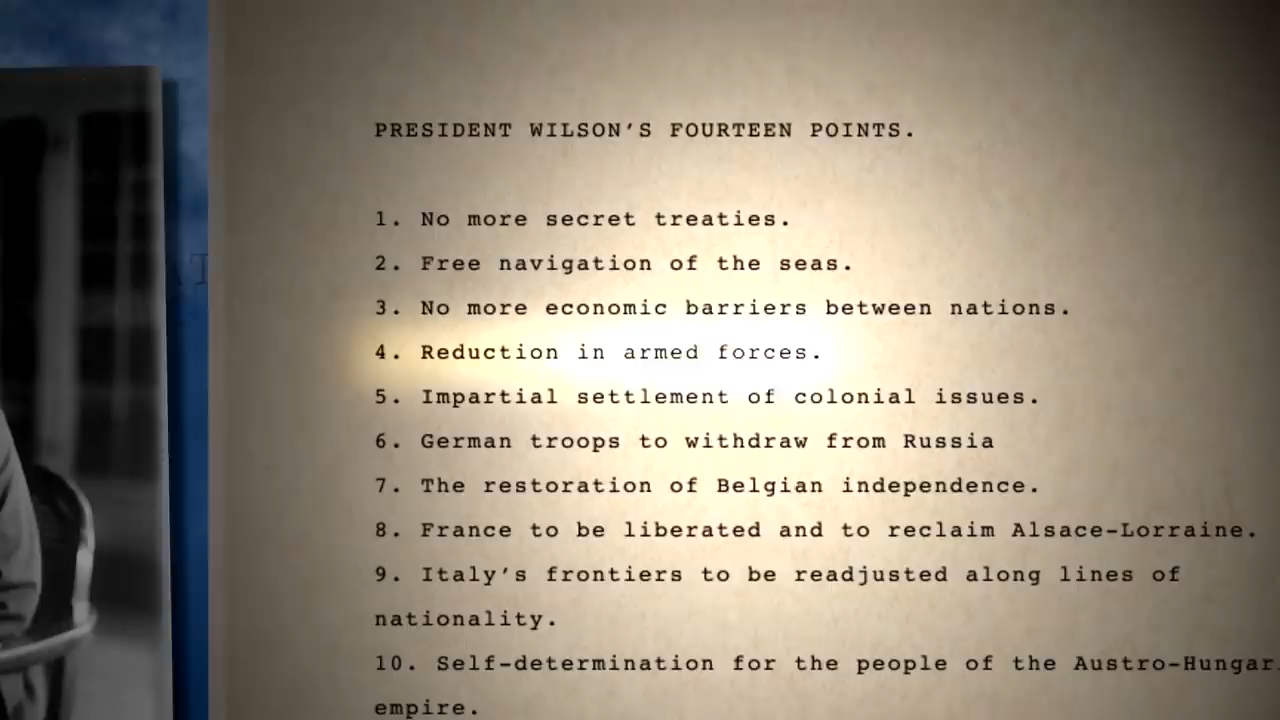 PRESIDENT WILSON'S FOURTEEN POINTS.
1. No more secret treaties.
2. Free navigation of the seas.
3. No more economic barriers between nations.
4. Reduction in armed forces.
5. Impartial settlement of colonial issues.
6. German troops to withdraw from Russia
7. The restoration of Belgian independence.
8. France to be liberated and to reclaim Alsace-Lorraine.
9. Italy's frontiers to be readjusted along lines of
nationality.
10. Self-determination for the people of the Austro-Hungar
empire.